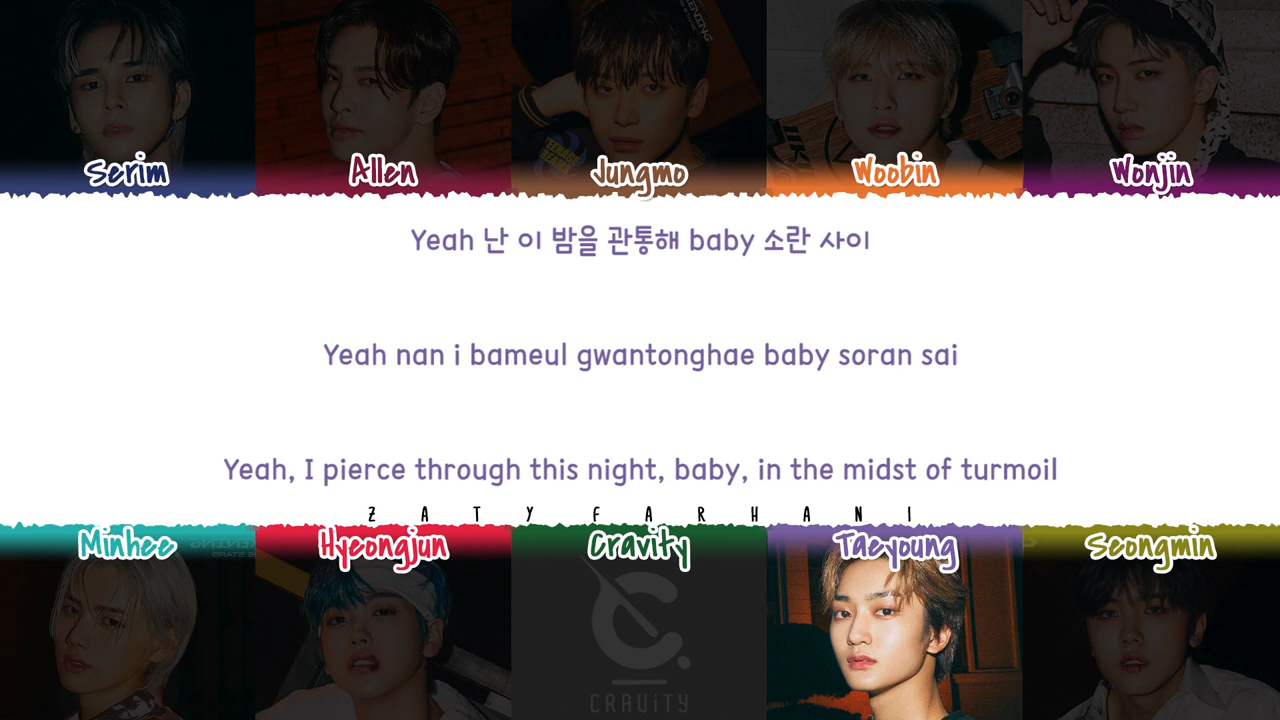 Serim Allen Jungmo Woobin Wonjin
Yeah 난 이 밤을 관통해 baby 소란 사이
Yeah nan i bameul gwantonghae baby soran sai
Yeah, I pierce through this night, baby, in the midst of turmoil
ZATY FARHANI
Minhee Hyeongjun Cravity Taeyoung Seongmin
CRAViTY